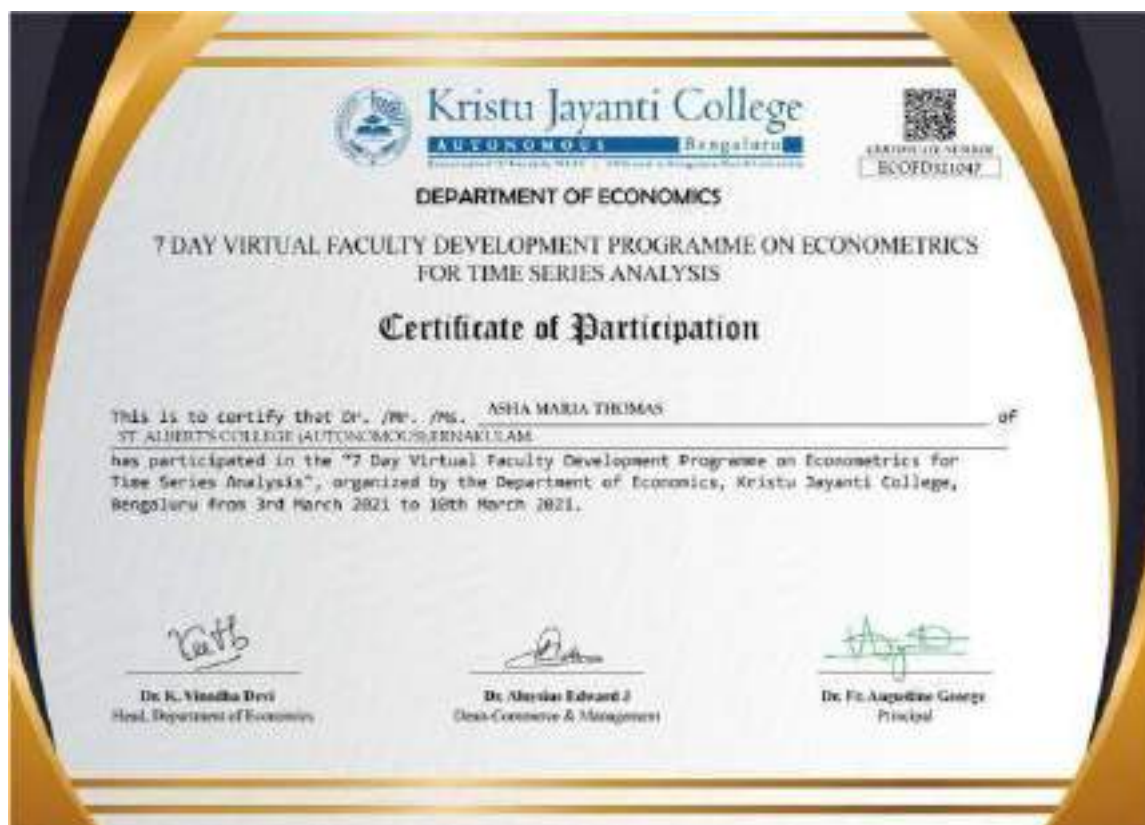 Kristu Jayanti College
AUTONOMOUS Bengaluru
CERTIFICATE NUMBER
DEPARTMENT OF ECONOMICS
7 DAY VIRTUAL FACULTY DEVELOPMENT PROGRAMME ON ECONOMETRICS
FOR TIME SERIES ANALYSIS
Certificate of Participation
This is to certify that Dr. /Mr. /Ms. ASHA MARIA THOMAS of
ST. ALBERT'S COLLEGE (AUTONOMOUS),ERNAKULAM
has participated in the "7 Day Virtual Faculty Development Programme on Econometrics for
Time Series Analysis", organized by the Department of Economics, Kristu Jayanti College,
Bengaluru from 3rd March 2021 to 10th March 2021.
Dr. K. Vinodha Devi
Head, Department of Economics
Dr. Aloysius Edward J
Dean-Commerce & Management
Dr. Fr. Augustine George
Principal